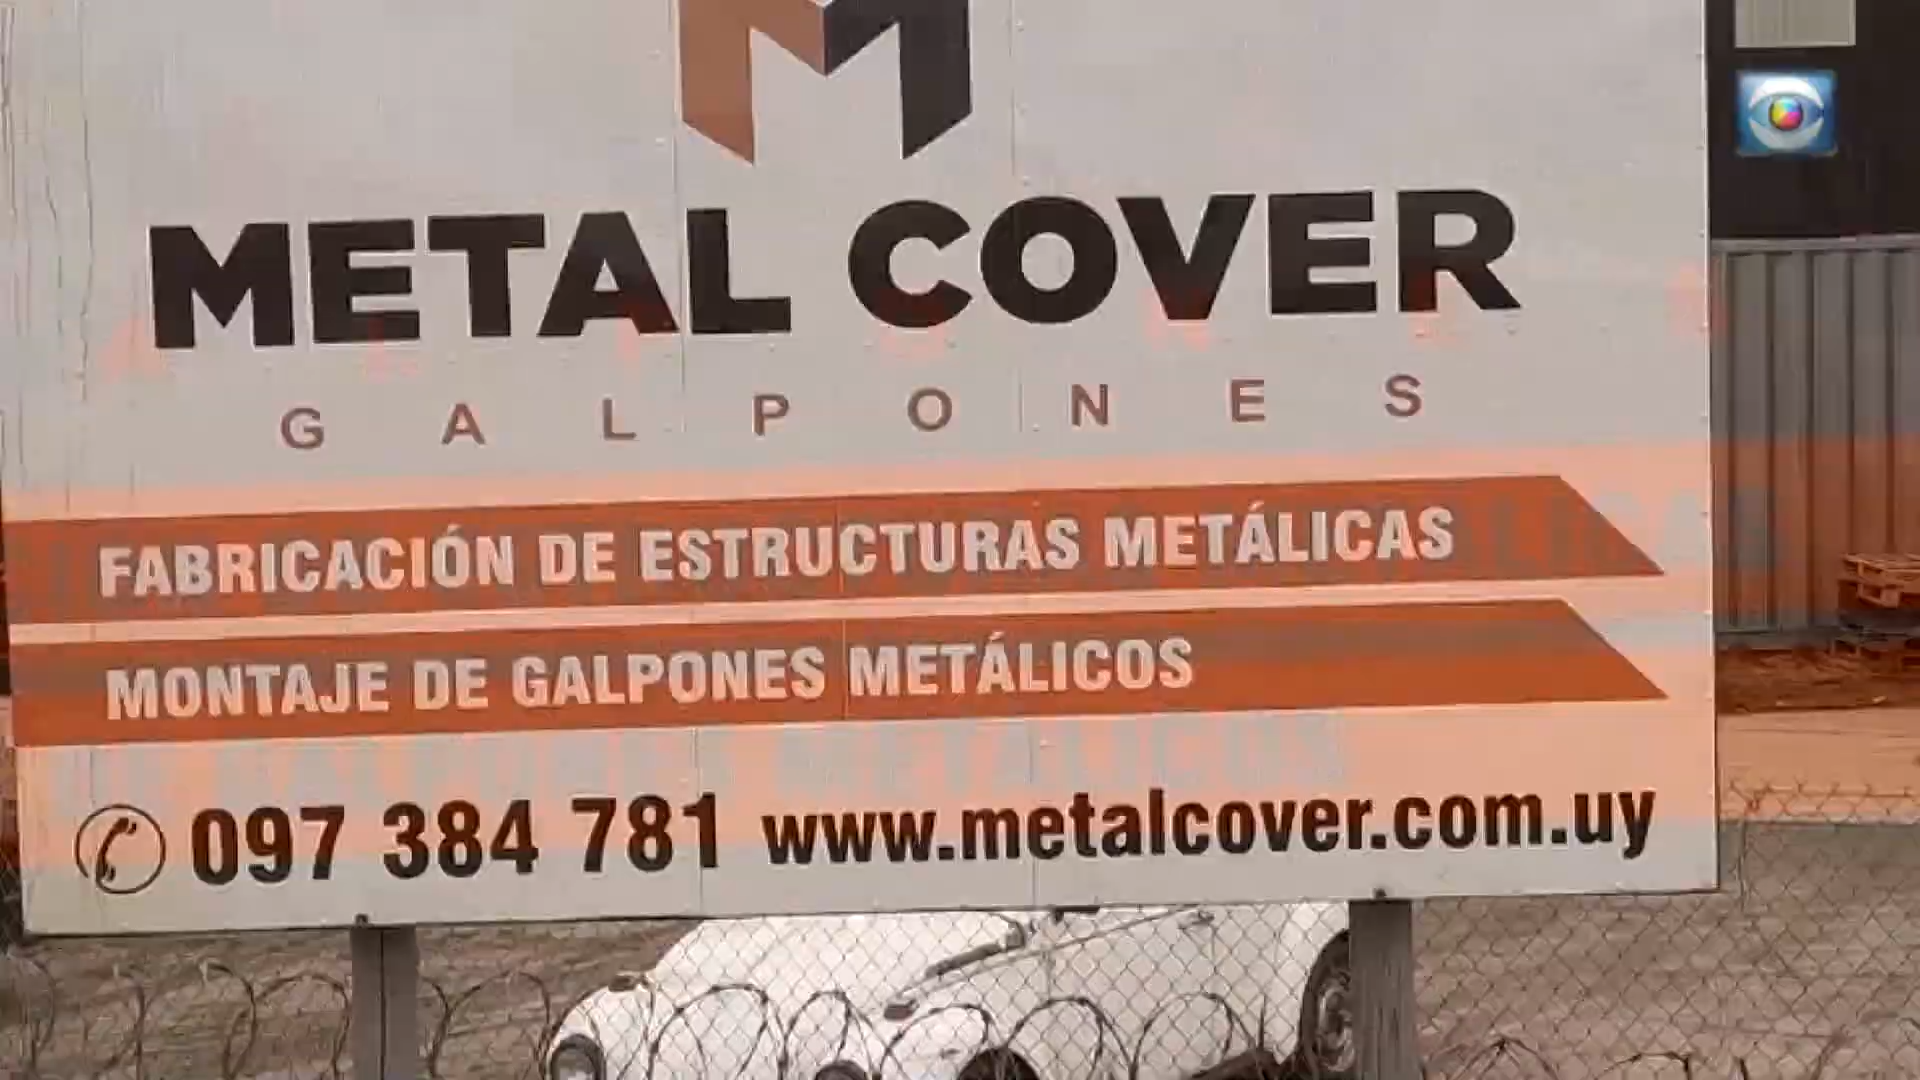 METAL COVER
GALPONES
FABRICACIÓN DE ESTRUCTURAS METÁLICAS
MONTAJE DE GALPONES METÁLICOS
097 384 781 www.metalcover.com.uy